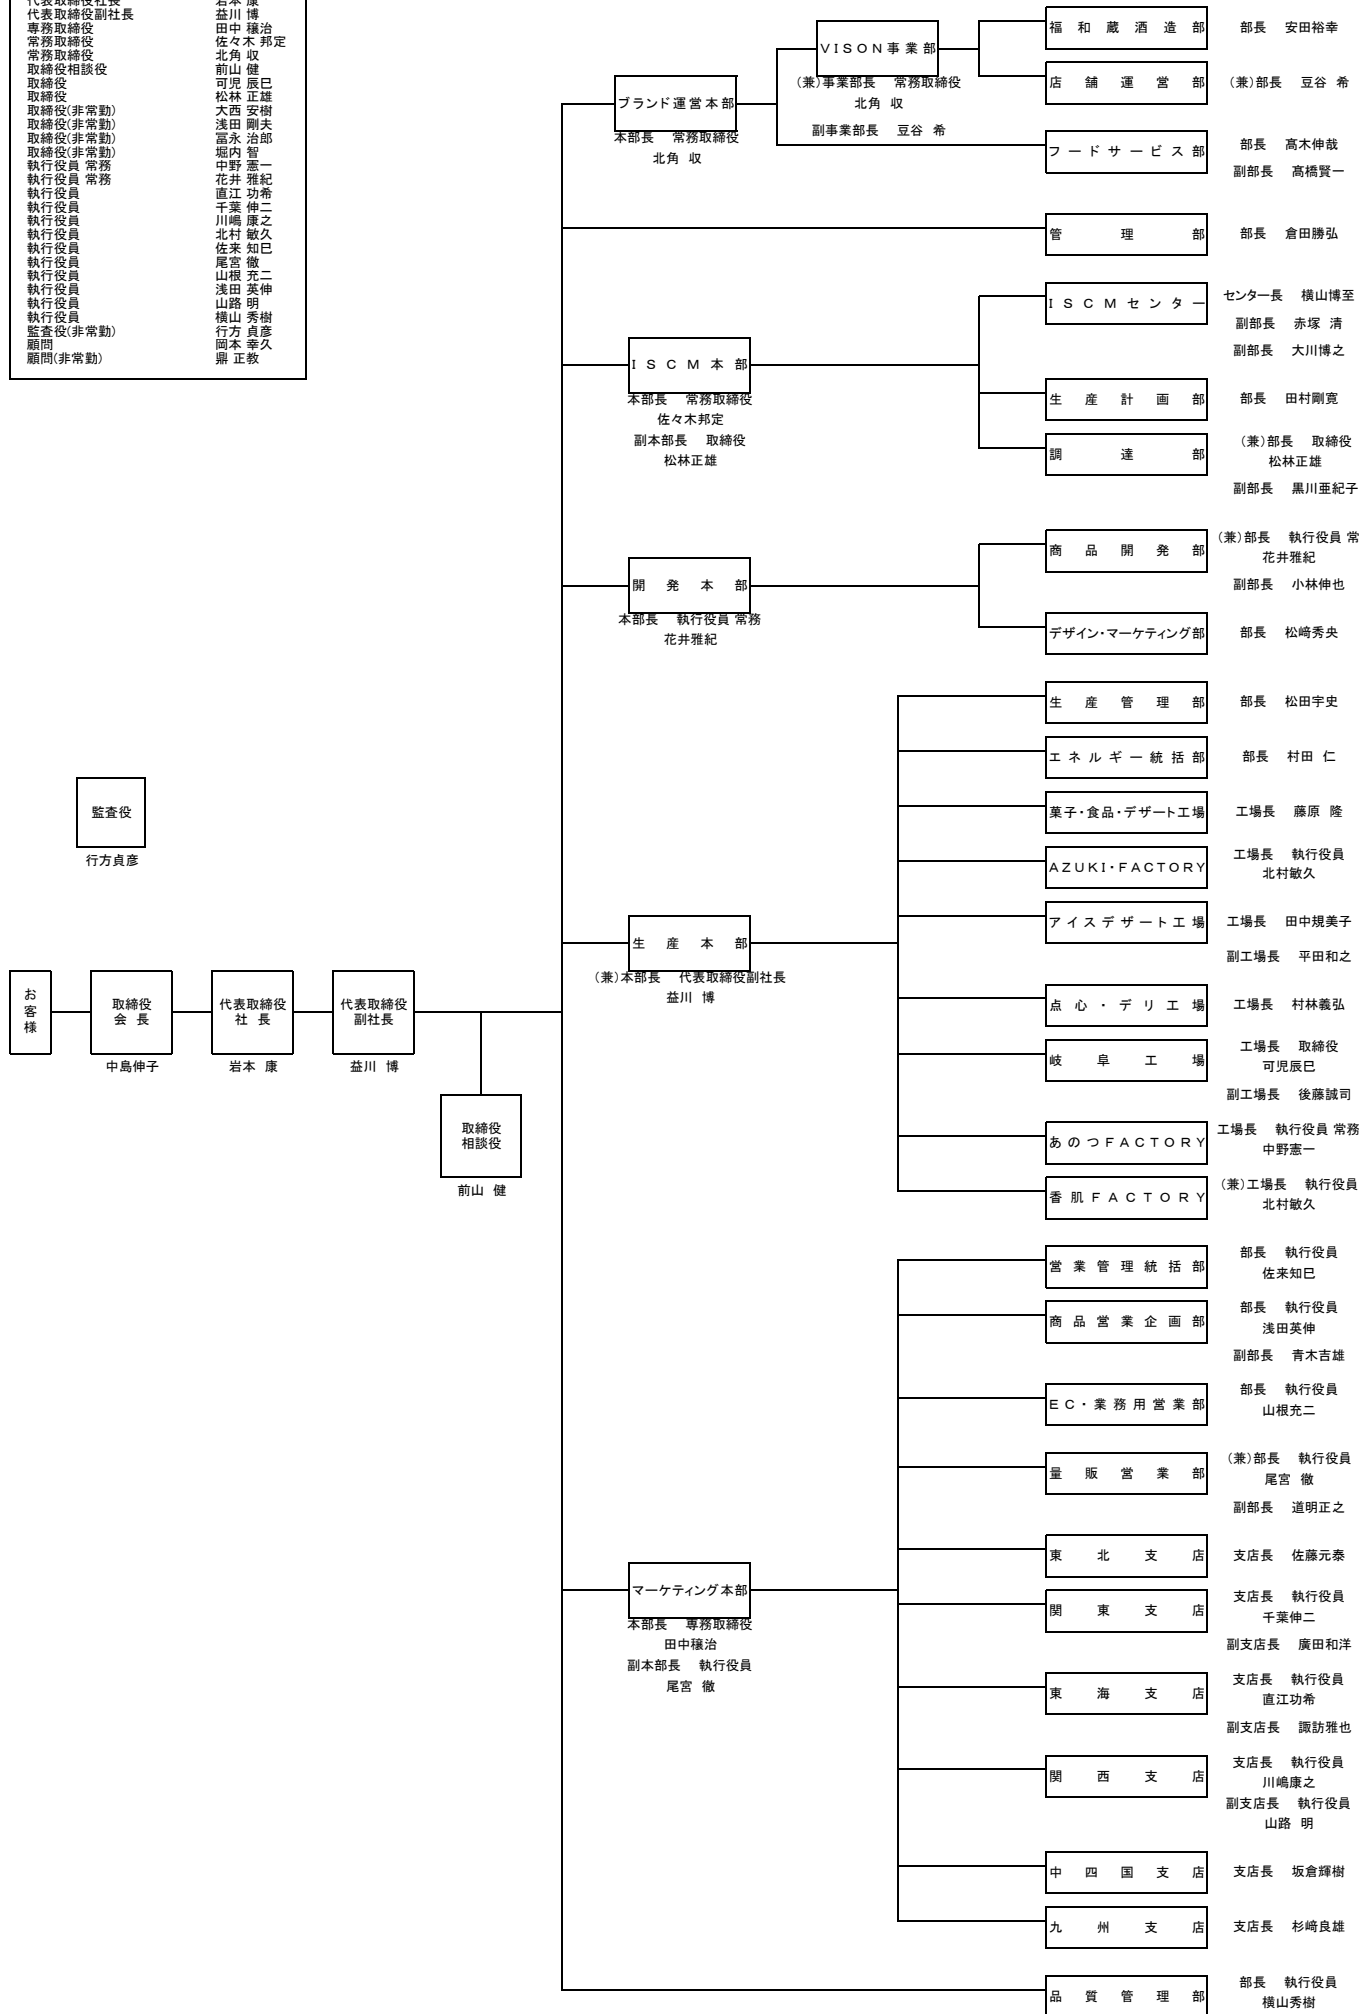 代表取締役社長 岩本 康
代表取締役副社長 益川 博
専務取締役 田中 穣治
常務取締役 佐々木 邦定
常務取締役 北角 収
取締役相談役 前山 健
取締役 可児 辰巳
取締役 松林 正雄
取締役(非常勤) 大西 安樹
取締役(非常勤) 浅田 剛夫
取締役(非常勤) 冨永 治郎
取締役(非常勤) 堀内 智
執行役員 常務 中野 憲一
執行役員 常務 花井 雅紀
執行役員 直江 功希
執行役員 千葉 伸二
執行役員 川嶋 康之
執行役員 北村 敏久
執行役員 佐来 知巳
執行役員 尾宮 徹
執行役員 山根 充二
執行役員 浅田 英伸
執行役員 山路 明
執行役員 横山 秀樹
監査役(非常勤) 行方 貞彦
顧問 岡本 幸久
顧問(非常勤) 鼎 正教
監査役
行方貞彦
お客様
取締役
会 長
中島伸子
代表取締役
社 長
岩本 康
代表取締役
副社長
益川 博
取締役
相談役
前山 健
ブランド運営本部
本部長 常務取締役
北角 収
VISON事業部
(兼)事業部長 常務取締役
北角 収
副事業部長 豆谷 希
福和蔵酒造部 部長 安田裕幸
店舗運営部 (兼)部長 豆谷 希
フードサービス部 部長 髙木伸哉
副部長 髙橋賢一
管理部 部長 倉田勝弘
ISCM本部
本部長 常務取締役
佐々木邦定
副本部長 取締役
松林正雄
ISCMセンター センター長 横山博至
副部長 赤塚 清
副部長 大川博之
生産計画部 部長 田村剛寛
調達部 (兼)部長 取締役
松林正雄
副部長 黒川亜紀子
開発本部
本部長 執行役員 常務
花井雅紀
商品開発部 (兼)部長 執行役員 常
花井雅紀
副部長 小林伸也
デザイン・マーケティング部 部長 松﨑秀央
生産本部
(兼)本部長 代表取締役副社長
益川 博
生産管理部 部長 松田宇史
エネルギー統括部 部長 村田 仁
菓子・食品・デザート工場 工場長 藤原 隆
AZUKI・FACTORY 工場長 執行役員
北村敏久
アイスデザート工場 工場長 田中規美子
副工場長 平田和之
点心・デリ工場 工場長 村林義弘
岐阜工場 工場長 取締役
可児辰巳
副工場長 後藤誠司
あのつFACTORY 工場長 執行役員 常務
中野憲一
香肌FACTORY (兼)工場長 執行役員
北村敏久
マーケティング本部
本部長 専務取締役
田中穣治
副本部長 執行役員
尾宮 徹
営業管理統括部 部長 執行役員
佐来知巳
商品営業企画部 部長 執行役員
浅田英伸
副部長 青木吉雄
EC・業務用営業部 部長 執行役員
山根充二
量販営業部 (兼)部長 執行役員
尾宮 徹
副部長 道明正之
東北支店 支店長 佐藤元泰
関東支店 支店長 執行役員
千葉伸二
副支店長 廣田和洋
東海支店 支店長 執行役員
直江功希
副支店長 諏訪雅也
関西支店 支店長 執行役員
川嶋康之
副支店長 執行役員
山路 明
中四国支店 支店長 坂倉輝樹
九州支店 支店長 杉﨑良雄
品質管理部 部長 執行役員
横山秀樹